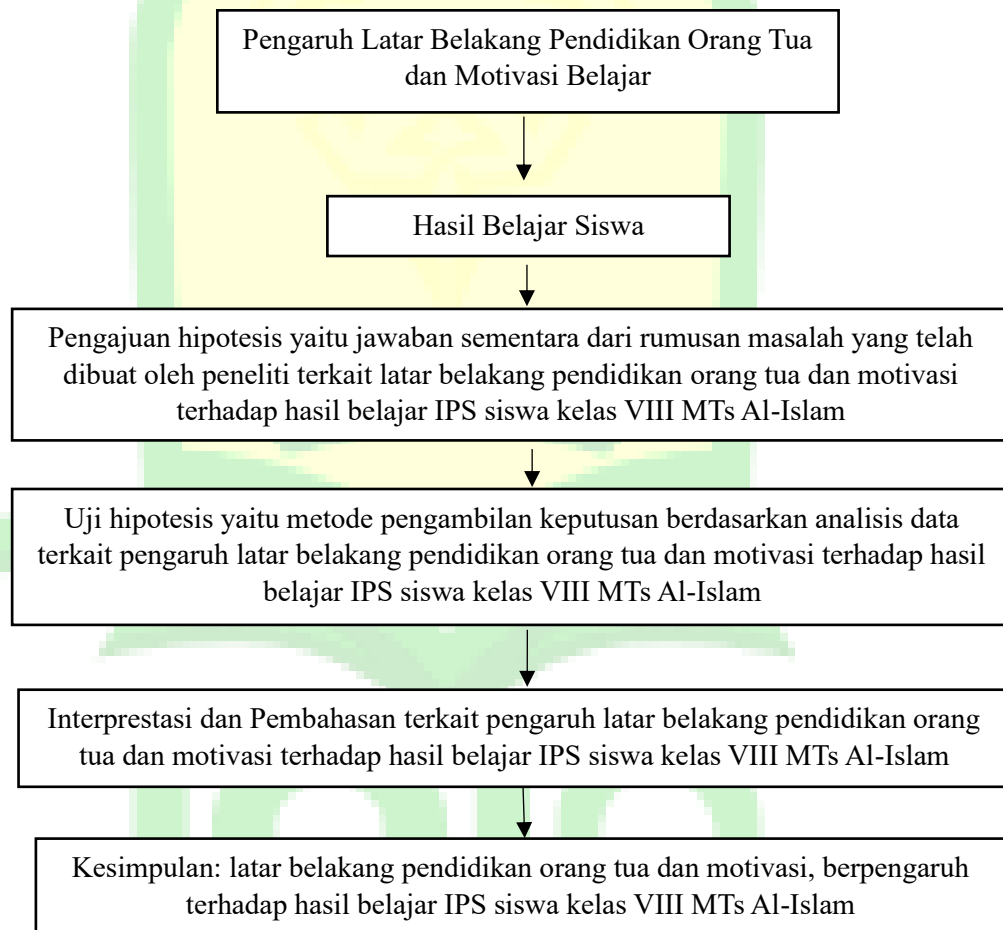 Pengaruh Latar Belakang Pendidikan Orang Tua
dan Motivasi Belajar
Hasil Belajar Siswa
Pengajuan hipotesis yaitu jawaban sementara dari rumusan masalah yang telah
dibuat oleh peneliti terkait latar belakang pendidikan orang tua dan motivasi
terhadap hasil belajar IPS siswa kelas VIII MTs Al-Islam
Uji hipotesis yaitu metode pengambilan keputusan berdasarkan analisis data
terkait pengaruh latar belakang pendidikan orang tua dan motivasi terhadap hasil
belajar IPS siswa kelas VIII MTs Al-Islam
Interprestasi dan Pembahasan terkait pengaruh latar belakang pendidikan orang
tua dan motivasi terhadap hasil belajar IPS siswa kelas VIII MTs Al-Islam
Kesimpulan: latar belakang pendidikan orang tua dan motivasi, berpengaruh
terhadap hasil belajar IPS siswa kelas VIII MTs Al-Islam